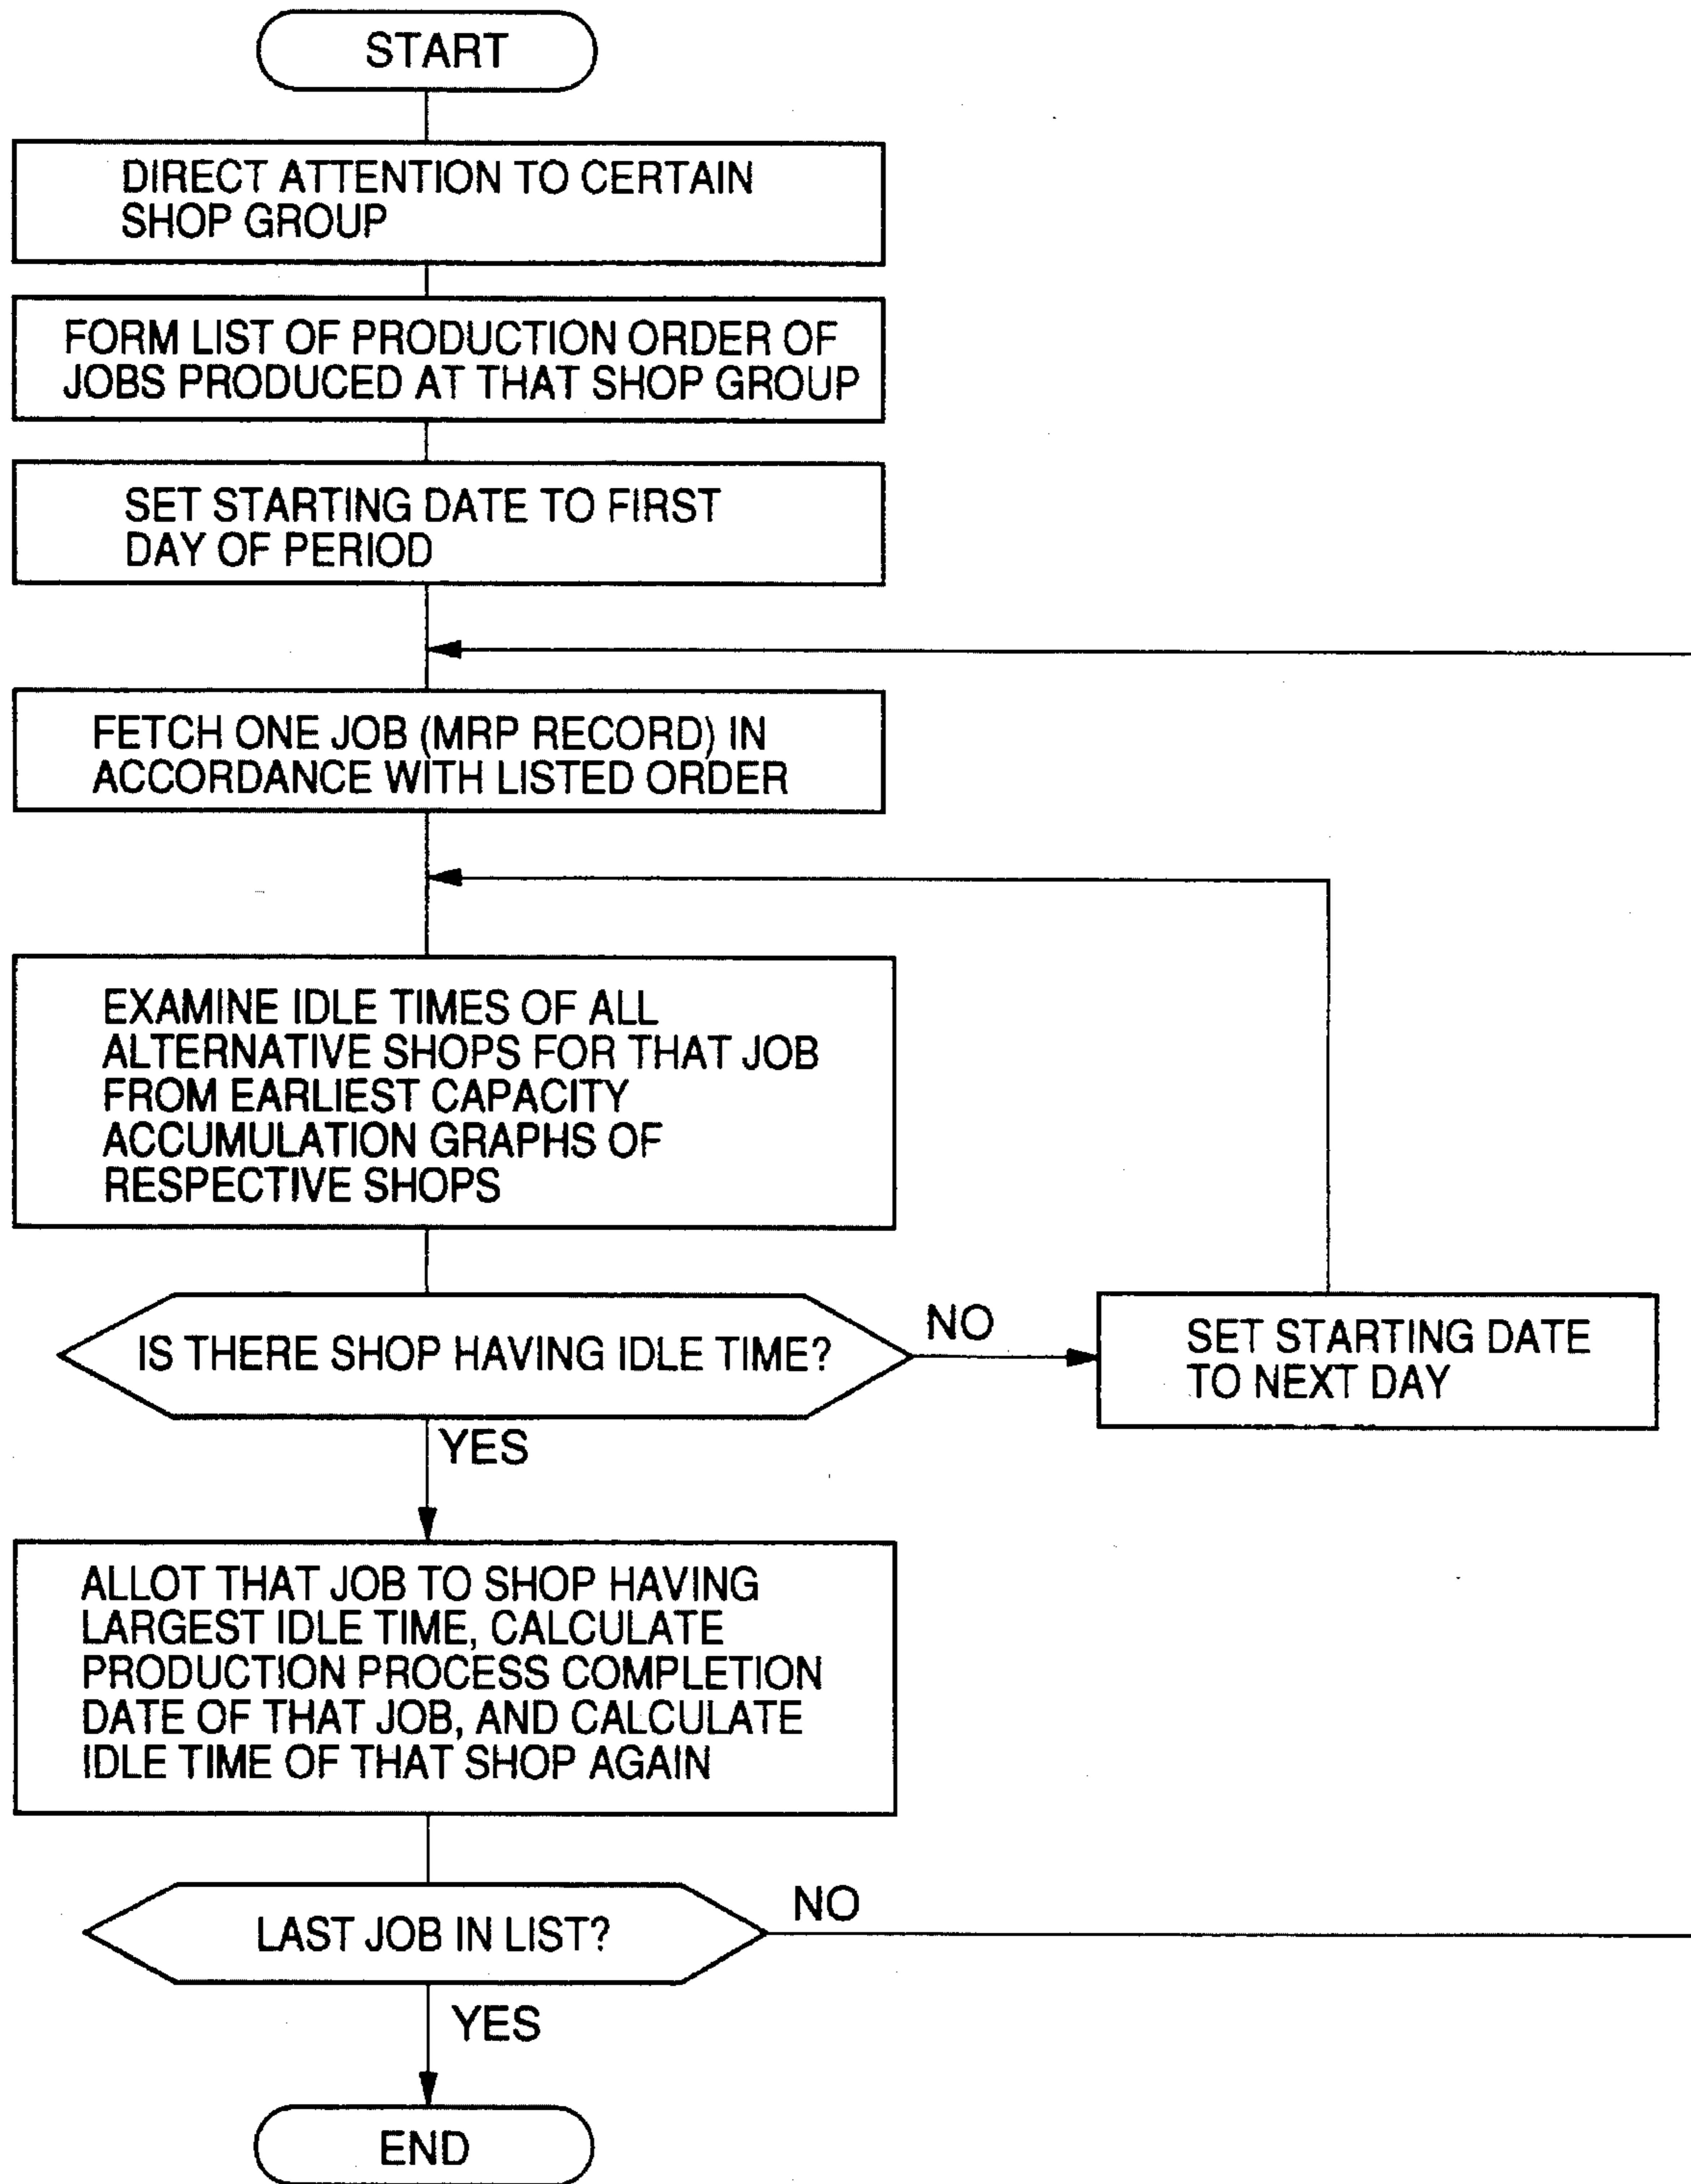 START
DIRECT ATTENTION TO CERTAIN
SHOP GROUP
FORM LIST OF PRODUCTION ORDER OF
JOBS PRODUCED AT THAT SHOP GROUP
SET STARTING DATE TO FIRST
DAY OF PERIOD
FETCH ONE JOB (MRP RECORD) IN
ACCORDANCE WITH LISTED ORDER
EXAMINE IDLE TIMES OF ALL
ALTERNATIVE SHOPS FOR THAT JOB
FROM EARLIEST CAPACITY
ACCUMULATION GRAPHS OF
RESPECTIVE SHOPS
IS THERE SHOP HAVING IDLE TIME?
NO
SET STARTING DATE
TO NEXT DAY
YES
ALLOT THAT JOB TO SHOP HAVING
LARGEST IDLE TIME, CALCULATE
PRODUCTION PROCESS COMPLETION
DATE OF THAT JOB, AND CALCULATE
IDLE TIME OF THAT SHOP AGAIN
LAST JOB IN LIST?
NO
YES
END